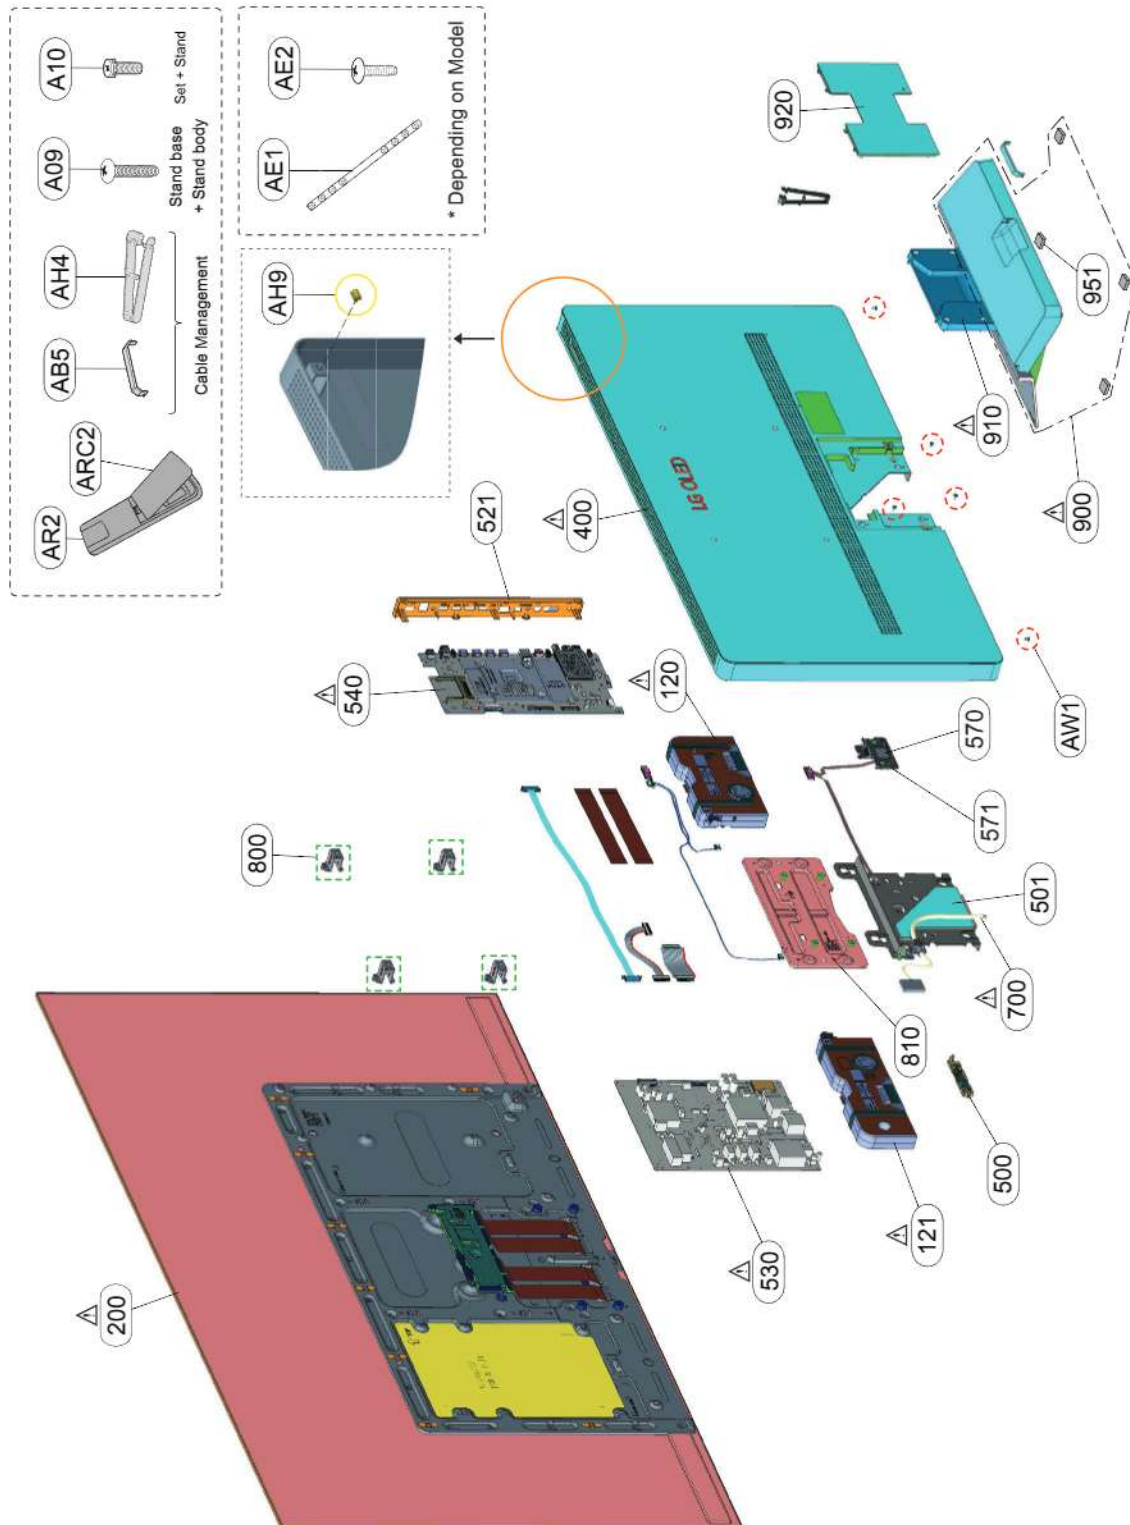 A10
Set + Stand
A09
Stand base
+ Stand body
AH4
AB5
Cable Management
ARC2
AR2
AE2
AE1
* Depending on Model
AH9
920
951
910
900
LG OLED
400
521
540
120
AW1
570
571
501
700
810
800
530
121
500
200